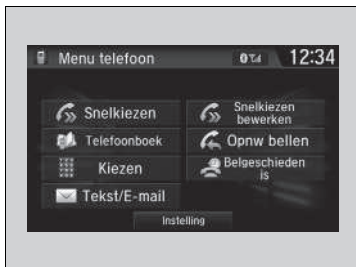 Menu telefoon
12:34
Snelkiezen
Snelkiezen
bewerken
Telefoonboek
Opnw bellen
Kiezen
Belgeschieden
is
Tekst/E-mail
Instelling